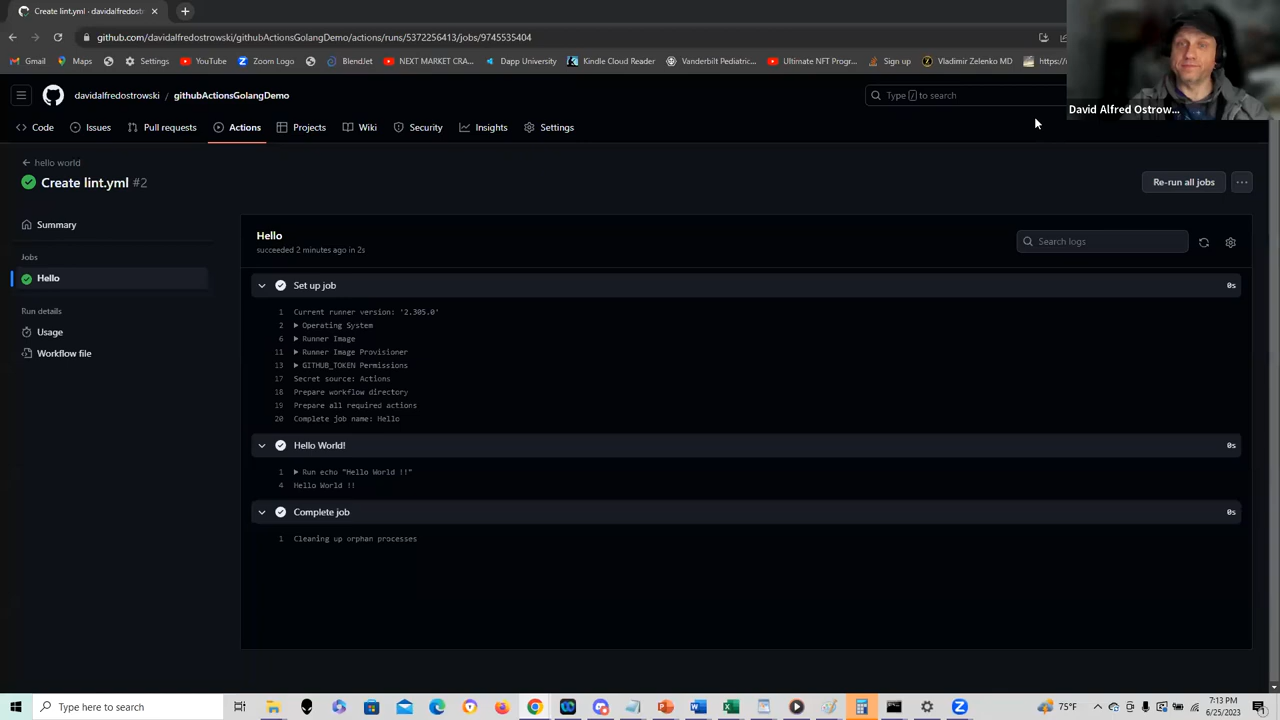 Create lint.yml · davidalfredostrowski
github.com/davidalfredostrowski/githubActionsGolangDemo/actions/runs/5372256413/jobs/9745535404
Gmail
Maps
Settings
YouTube
Zoom Logo
BlendJet
NEXT MARKET CRA...
Dapp University
Kindle Cloud Reader
Vanderbilt Pediatric...
Ultimate NFT Progr...
Sign up
Vladimir Zelenko MD
https://
David Alfred Ostrow...
davidalfredostrowski / githubActionsGolangDemo
Type / to search
Code
Issues
Pull requests
Actions
Projects
Wiki
Security
Insights
Settings
hello world
Create lint.yml #2
Re-run all jobs
Summary
Jobs
Hello
Run details
Usage
Workflow file
Hello
succeeded 2 minutes ago in 2s
Search logs
Set up job 0s
1 Current runner version: '2.305.0'
2 Operating System
6 Runner Image
11 Runner Image Provisioner
13 GITHUB_TOKEN Permissions
17 Secret source: Actions
18 Prepare workflow directory
19 Prepare all required actions
20 Complete job name: Hello
Hello World! 0s
1 Run echo "Hello World !!"
4 Hello World !!
Complete job 0s
1 Cleaning up orphan processes
Type here to search
75°F
7:13 PM
6/25/2023